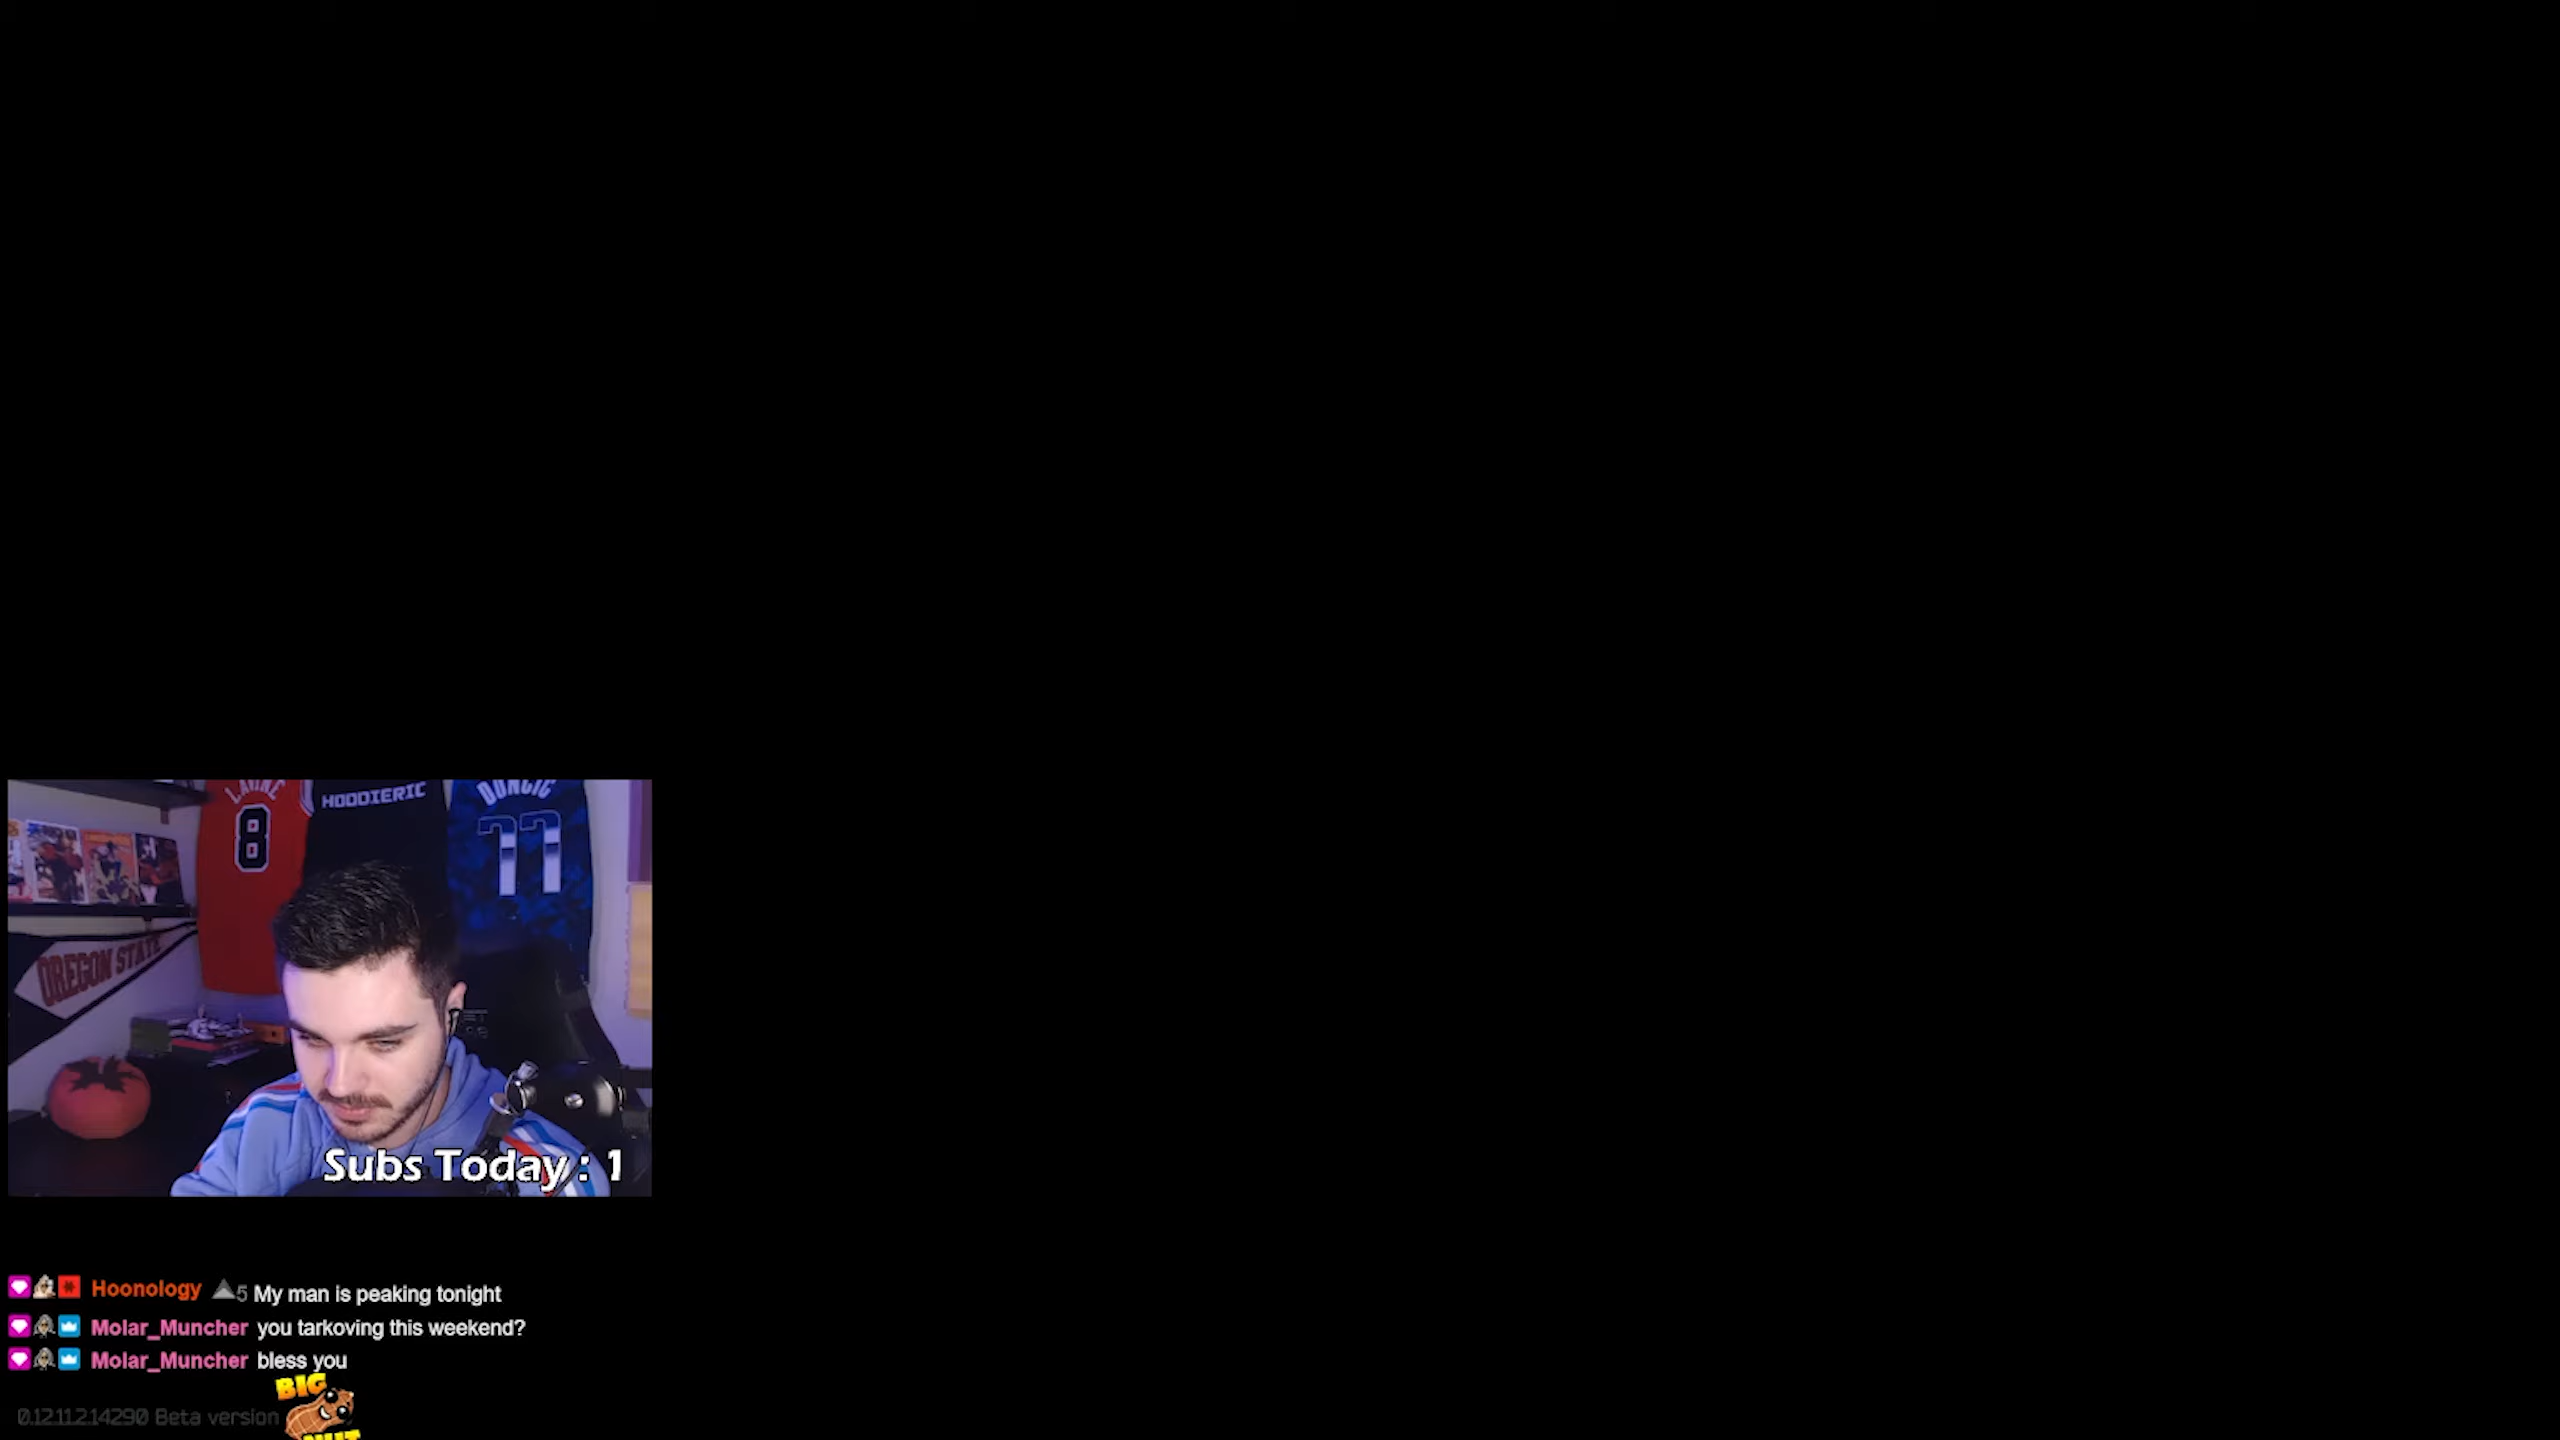 LAVINE
8
HOODIERIC
DONCIC
77
OREGON STATE
Subs Today : 1
Hoonology 5 My man is peaking tonight
Molar_Muncher you tarkoving this weekend?
Molar_Muncher bless you
BIG
0.12.11.2.14290 Beta version
NUT